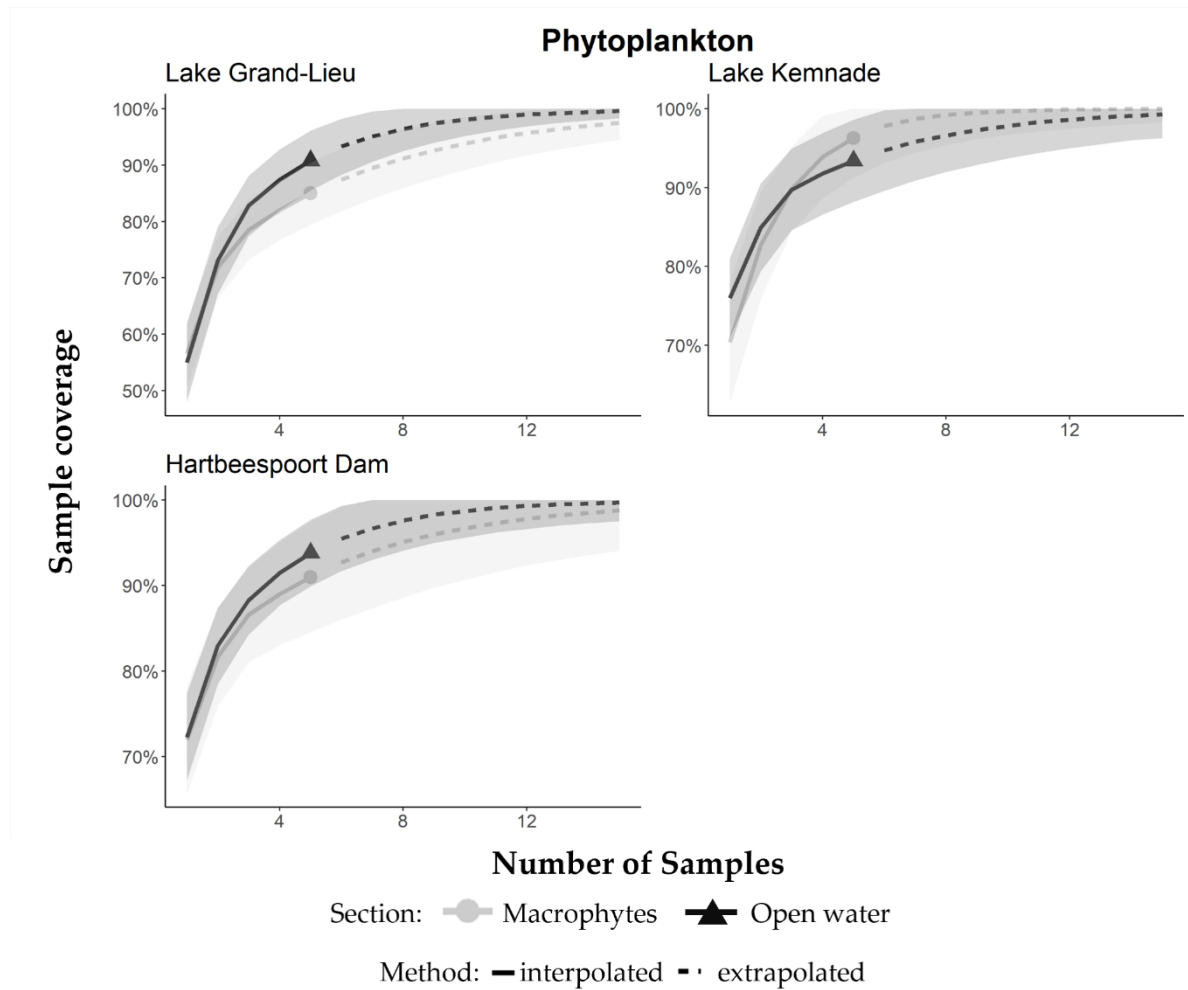 Phytoplankton
Lake Grand-Lieu
Lake Kemnade
100%
90%
80%
70%
60%
50%
4
8
12
100%
90%
80%
70%
4
8
12
Hartbeespoort Dam
100%
90%
80%
70%
4
8
12
Sample coverage
Number of Samples
Section: Macrophytes Open water
Method: interpolated extrapolated